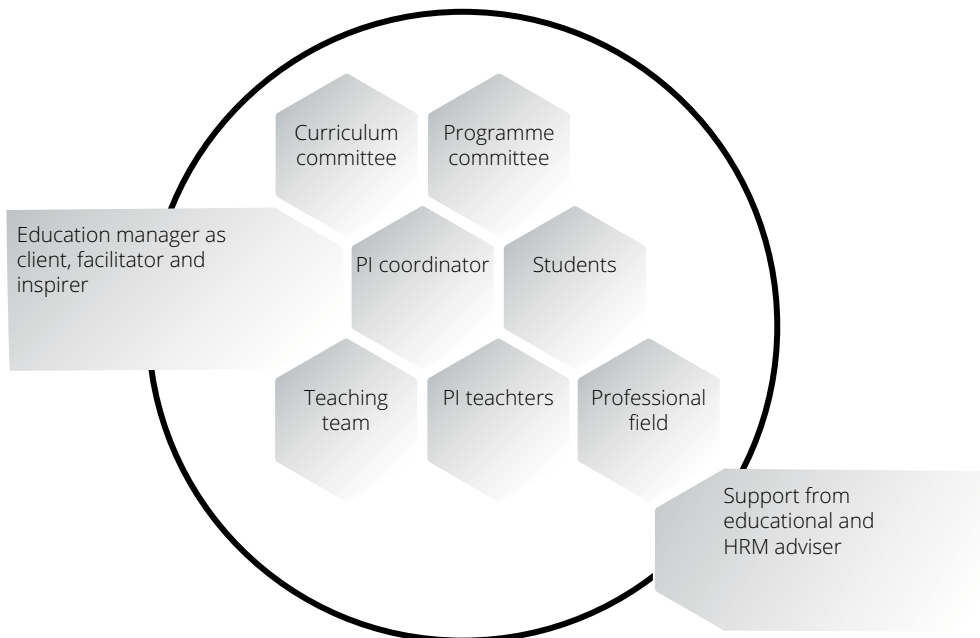 Curriculum
committee
Programme
committee
Education manager as
client, facilitator and
inspirer
PI coordinator
Students
Teaching
team
PI teachters
Professional
field
Support from
educational and
HRM adviser